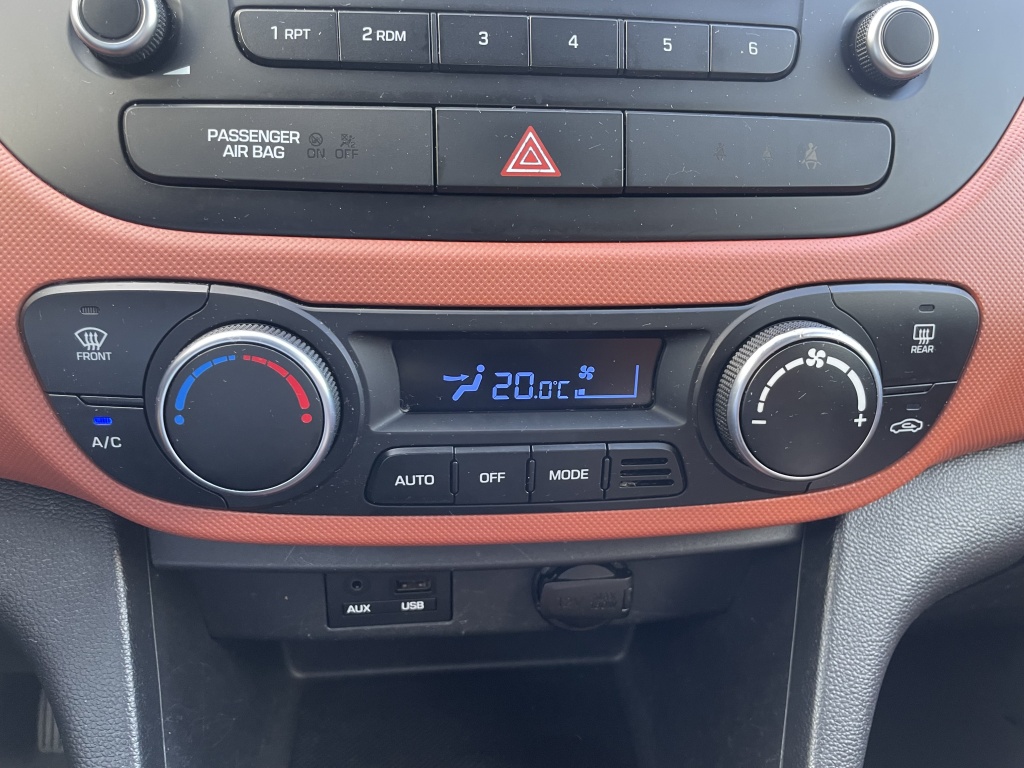 1 RPT
2 RDM
3
4
5
6
PASSENGER
AIR BAG
ON
OFF
FRONT
REAR
20.0°C
A/C
AUTO
OFF
MODE
- +
AUX
USB